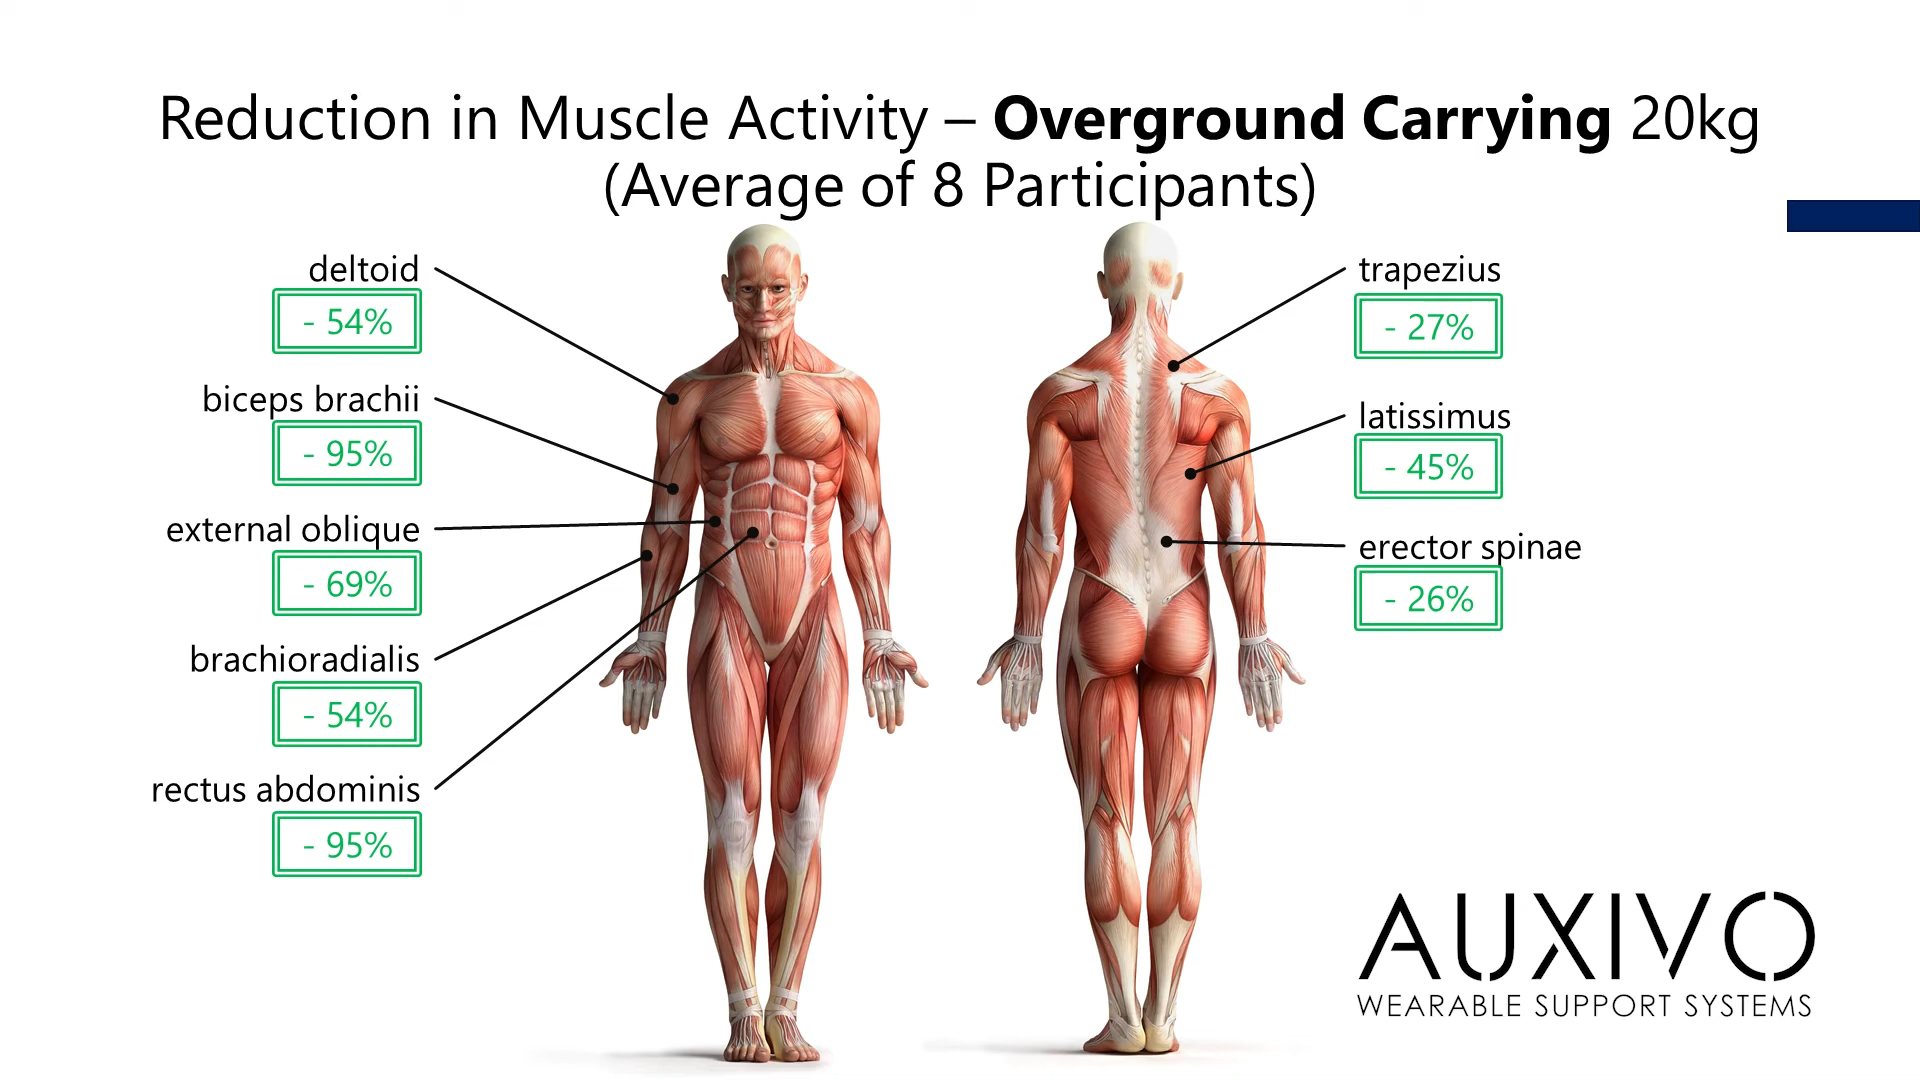 Reduction in Muscle Activity – Overground Carrying 20kg
(Average of 8 Participants)
deltoid
- 54%
biceps brachii
- 95%
external oblique
- 69%
brachioradialis
- 54%
rectus abdominis
- 95%
trapezius
- 27%
latissimus
- 45%
erector spinae
- 26%
AUXIVO
WEARABLE SUPPORT SYSTEMS